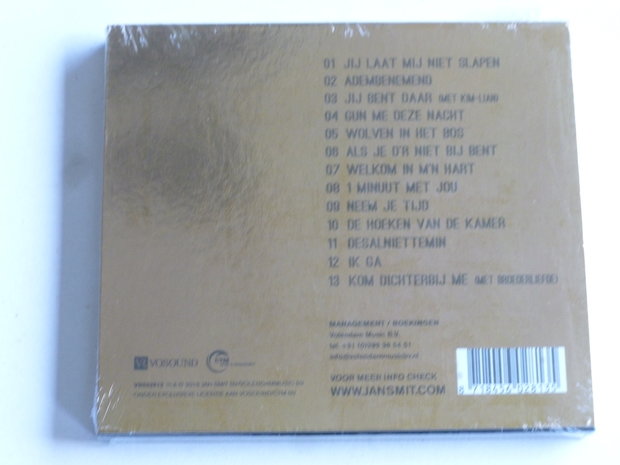 01 JIJ LAAT MIJ NIET SLAPEN
02 ADEMBENEMEND
03 JIJ BENT DAAR (MET KIM-LIAN)
04 GUN ME DEZE NACHT
05 WOLVEN IN HET BOS
06 ALS JE D'R NIET BIJ BENT
07 WELKOM IN M'N HART
08 1 MINUUT MET JOU
09 NEEM JE TIJD
10 DE HOEKEN VAN DE KAMER
11 DESALNIETTEMIN
12 IK GA
13 KOM DICHTERBIJ ME (MET BROEDERLIEFDE)
MANAGEMENT / BOEKINGEN
Volendam Music B.V.
VOSOUND
VOOR MEER INFO CHECK
WWW.JANSMIT.COM
8 718456 028135